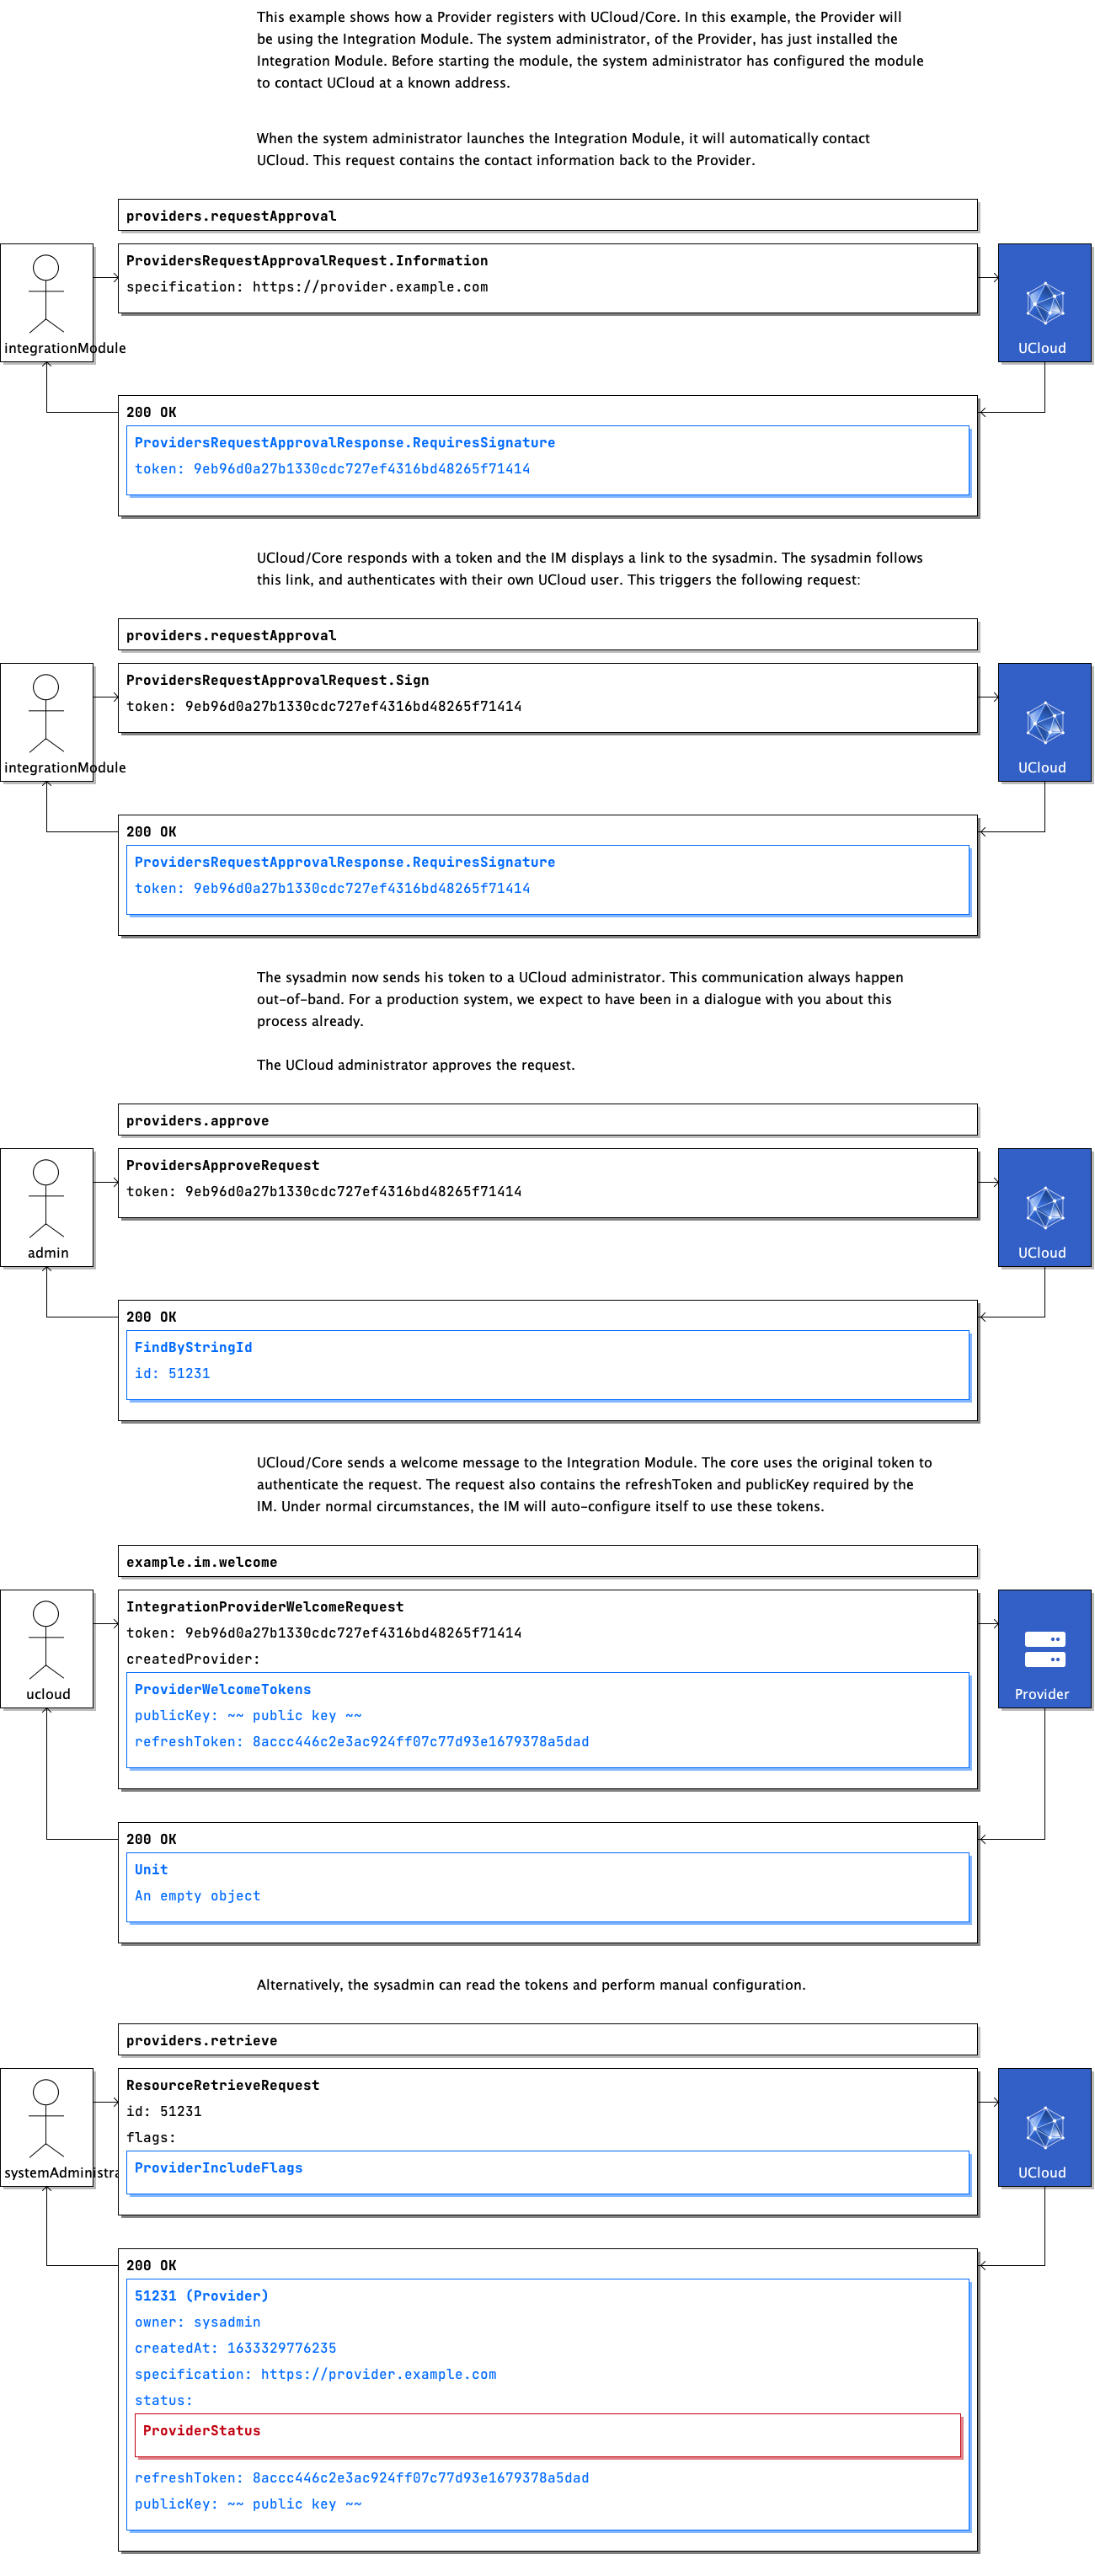 This example shows how a Provider registers with UCloud/Core. In this example, the Provider will
be using the Integration Module. The system administrator, of the Provider, has just installed the
Integration Module. Before starting the module, the system administrator has configured the module
to contact UCloud at a known address.
When the system administrator launches the Integration Module, it will automatically contact
UCloud. This request contains the contact information back to the Provider.
providers.requestApproval
ProvidersRequestApprovalRequest.Information
specification: https://provider.example.com
integrationModule
UCloud
200 OK
ProvidersRequestApprovalResponse.RequiresSignature
token: 9eb96d0a27b1330cdc727ef4316bd48265f71414
UCloud/Core responds with a token and the IM displays a link to the sysadmin. The sysadmin follows
this link, and authenticates with their own UCloud user. This triggers the following request:
providers.requestApproval
ProvidersRequestApprovalRequest.Sign
token: 9eb96d0a27b1330cdc727ef4316bd48265f71414
integrationModule
UCloud
200 OK
ProvidersRequestApprovalResponse.RequiresSignature
token: 9eb96d0a27b1330cdc727ef4316bd48265f71414
The sysadmin now sends his token to a UCloud administrator. This communication always happen
out-of-band. For a production system, we expect to have been in a dialogue with you about this
process already.
The UCloud administrator approves the request.
providers.approve
ProvidersApproveRequest
token: 9eb96d0a27b1330cdc727ef4316bd48265f71414
admin
UCloud
200 OK
FindByStringId
id: 51231
UCloud/Core sends a welcome message to the Integration Module. The core uses the original token to
authenticate the request. The request also contains the refreshToken and publicKey required by the
IM. Under normal circumstances, the IM will auto-configure itself to use these tokens.
example.im.welcome
IntegrationProviderWelcomeRequest
token: 9eb96d0a27b1330cdc727ef4316bd48265f71414
createdProvider:
ProviderWelcomeTokens
publicKey: ~~ public key ~~
refreshToken: 8accc446c2e3ac924ff07c77d93e1679378a5dad
ucloud
Provider
200 OK
Unit
An empty object
Alternatively, the sysadmin can read the tokens and perform manual configuration.
providers.retrieve
ResourceRetrieveRequest
id: 51231
flags:
ProviderIncludeFlags
systemAdministra
UCloud
200 OK
51231 (Provider)
owner: sysadmin
createdAt: 1633329776235
specification: https://provider.example.com
status:
ProviderStatus
refreshToken: 8accc446c2e3ac924ff07c77d93e1679378a5dad
publicKey: ~~ public key ~~